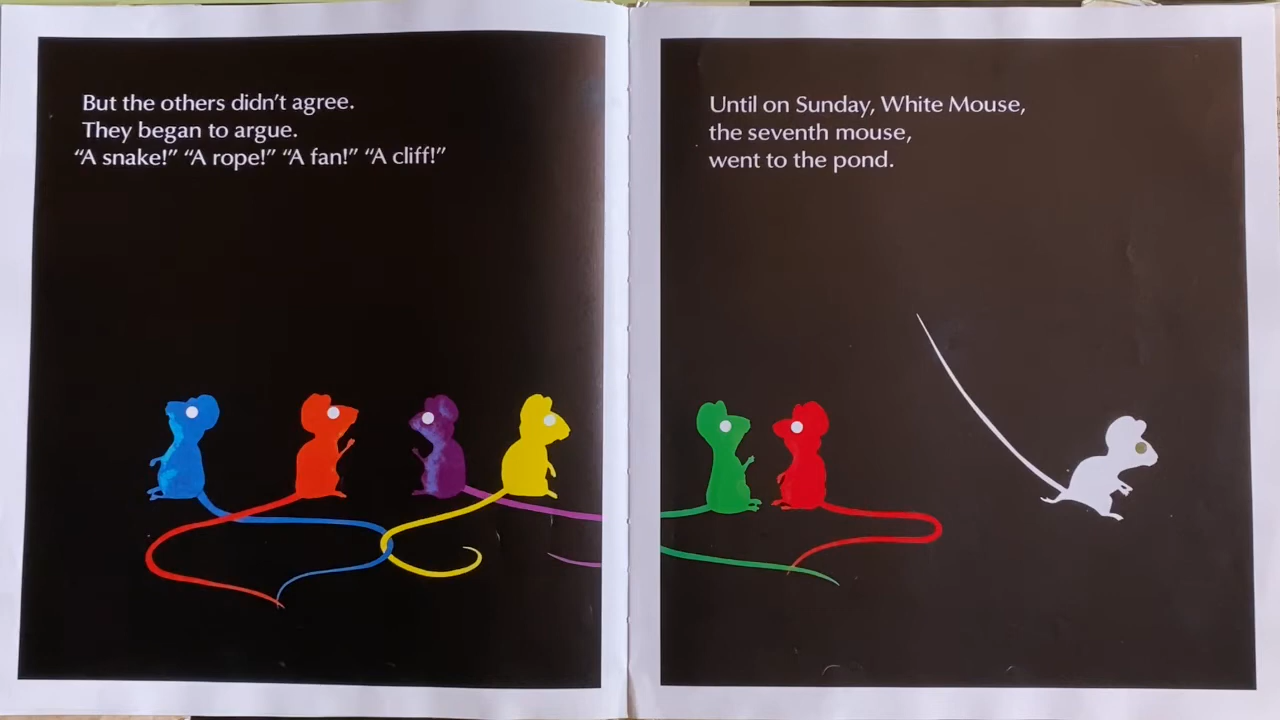 But the others didn't agree.
They began to argue.
“A snake!” “A rope!” “A fan!” “A cliff!”
Until on Sunday, White Mouse,
the seventh mouse,
went to the pond.